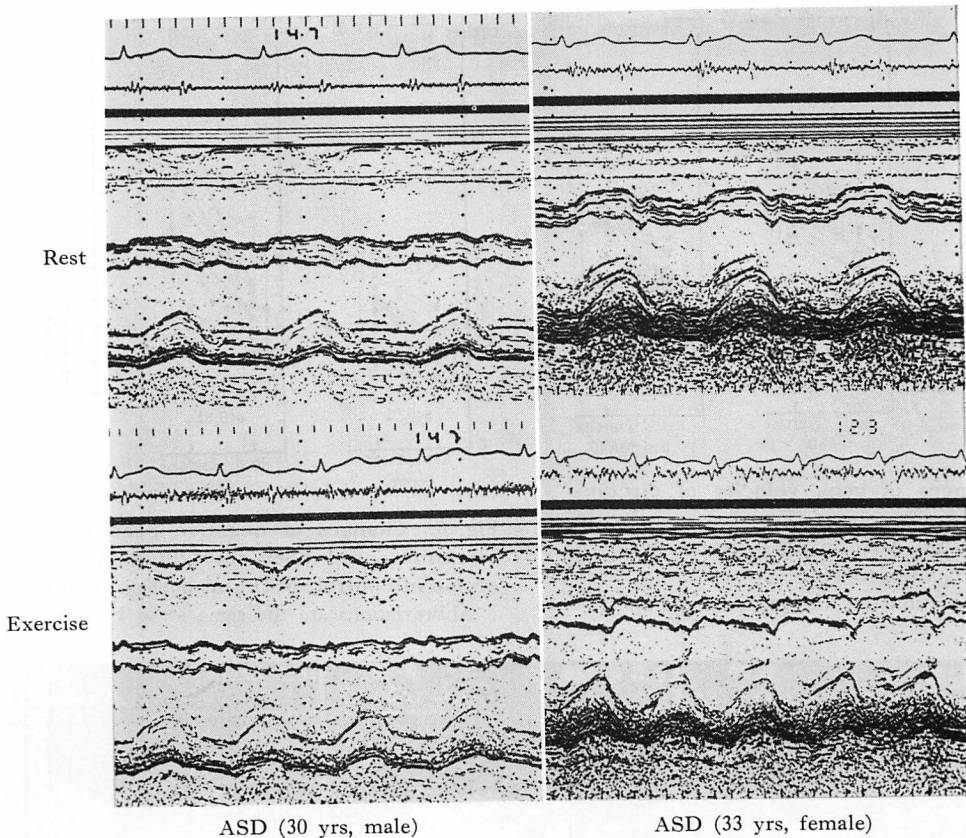 14.7
Rest
147
12.3
Exercise
ASD (30 yrs, male)
ASD (33 yrs, female)